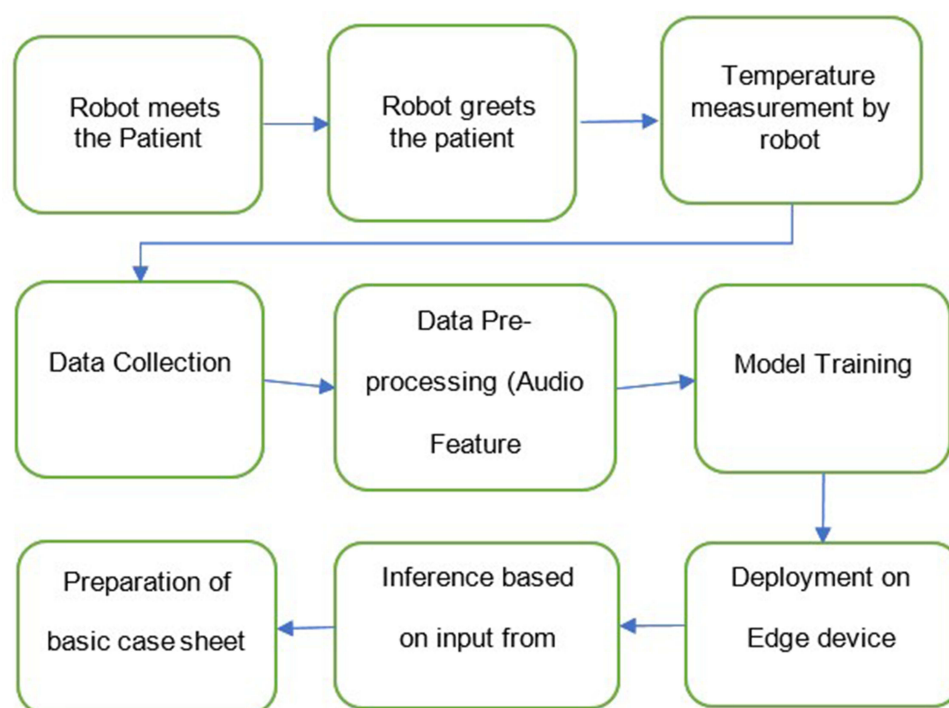 Robot meets
the Patient
Robot greets
the patient
Temperature
measurement by
robot
Data Collection
Data Pre-
processing (Audio
Feature
Model Training
Deployment on
Edge device
Inference based
on input from
Preparation of
basic case sheet